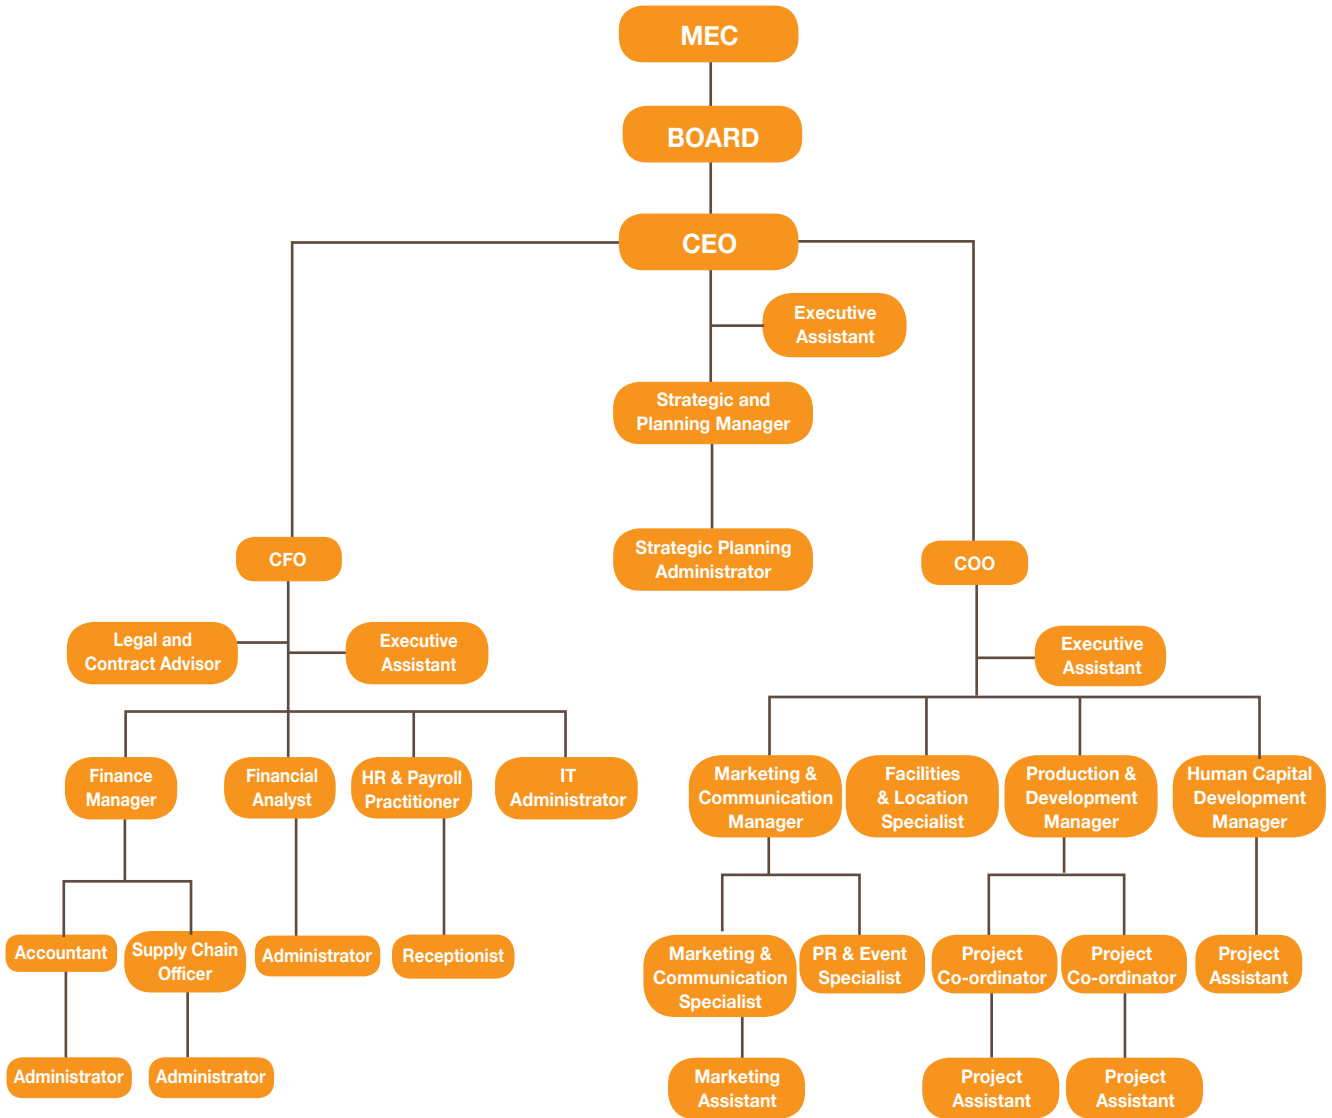 MEC
BOARD
CEO
Executive
Assistant
Strategic and
Planning Manager
Strategic Planning
Administrator
CFO
COO
Legal and
Contract Advisor
Executive
Assistant
Executive
Assistant
Finance
Manager
Financial
Analyst
HR & Payroll
Practitioner
IT
Administrator
Marketing &
Communication
Manager
Facilities
& Location
Specialist
Production &
Development
Manager
Human Capital
Development
Manager
Accountant
Supply Chain
Officer
Administrator
Receptionist
Marketing &
Communication
Specialist
PR & Event
Specialist
Project
Co-ordinator
Project
Co-ordinator
Project
Assistant
Administrator
Administrator
Marketing
Assistant
Project
Assistant
Project
Assistant